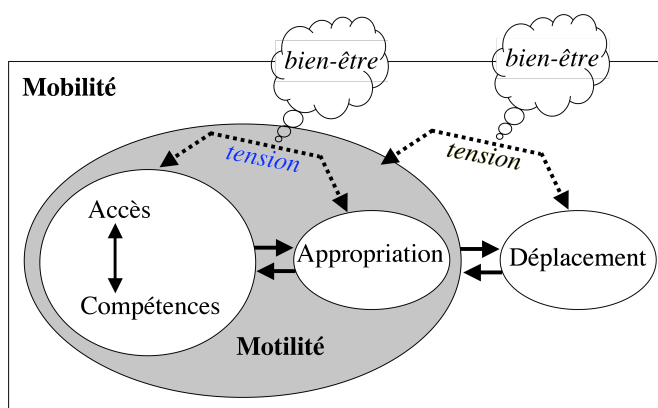 bien-être
bien-être
Mobilité
tension
tension
Accès
Appropriation
Déplacement
Compétences
Motilité